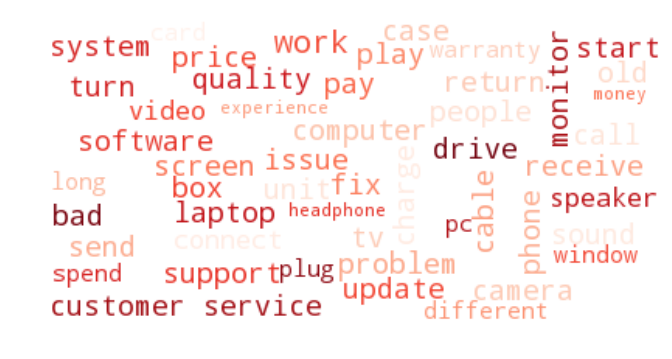 card
case
system
price
work
play
warranty
monitor
start
turn
quality
pay
return
old
money
video
experience
people
software
computer
call
screen
issue
drive
receive
long
box
unit
fix
charge
cable
phone
speaker
bad
laptop
headphone
pc
sound
send
connect
tv
window
spend
support
plug
problem
customer service
update
camera
different